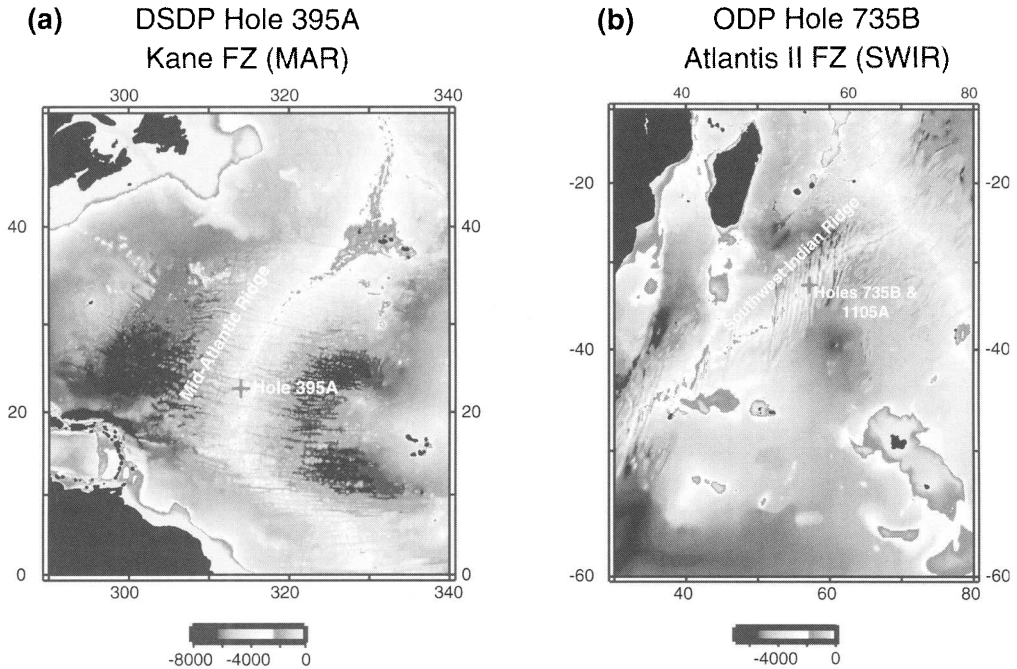 (a)
DSDP Hole 395A
Kane FZ (MAR)
300
320
340
40
40
20
20
0
0
300
320
340
Mid-Atlantic Ridge
Hole 395A
-8000
-4000
0
(b)
ODP Hole 735B
Atlantis II FZ (SWIR)
40
60
80
-20
-20
-40
-40
-60
-60
40
60
80
Southwest Indian Ridge
Holes 735B &
1105A
-4000
0